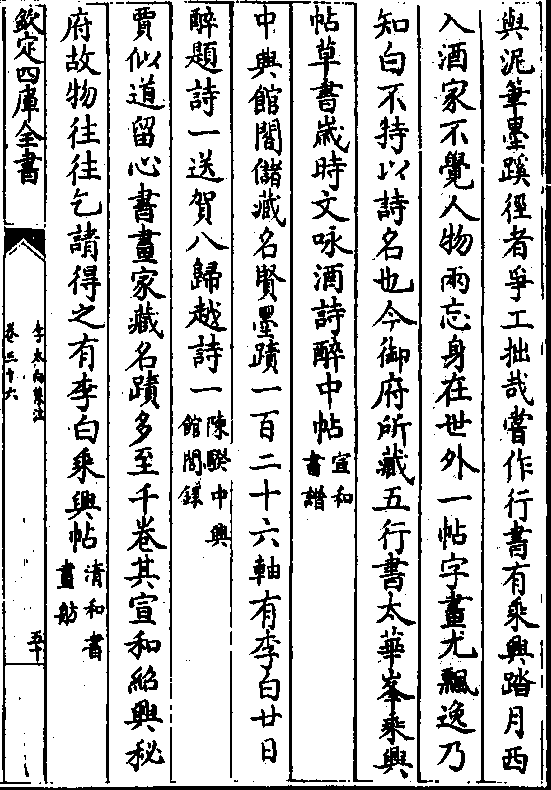 與泥筆墨蹊徑者爭工拙哉嘗作行書有乘興踏月西
入酒家不覺人物兩忘身在世外一帖字畫尤飄逸乃
知白不特以詩名也今御府所藏五行書太華峯乘興
帖草書歲時文咏酒詩醉中帖宣和書譜
中興館閣儲藏名賢墨蹟一百二十六軸有李白廿日
醉題詩一送賀八歸越詩一陳騤中興館閣録
賈似道留心書畫家藏名蹟多至千卷其宣和紹興秘
府故物往往乞請得之有李白乘興帖清和書畫舫
欽定四庫全書
李太白集注
卷三十六
五十